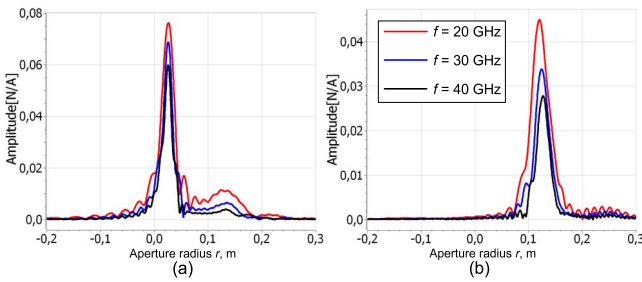 Amplitude[N/A]
0,08
0,06
0,04
0,02
0,0
-0,2
-0,1
0,0
0,1
0,2
0,3
Aperture radius r, m
(a)
Amplitude[N/A]
0,04
0,03
0,02
0,01
0,0
f = 20 GHz
f = 30 GHz
f = 40 GHz
-0,2
-0,1
0,0
0,1
0,2
0,3
Aperture radius r, m
(b)